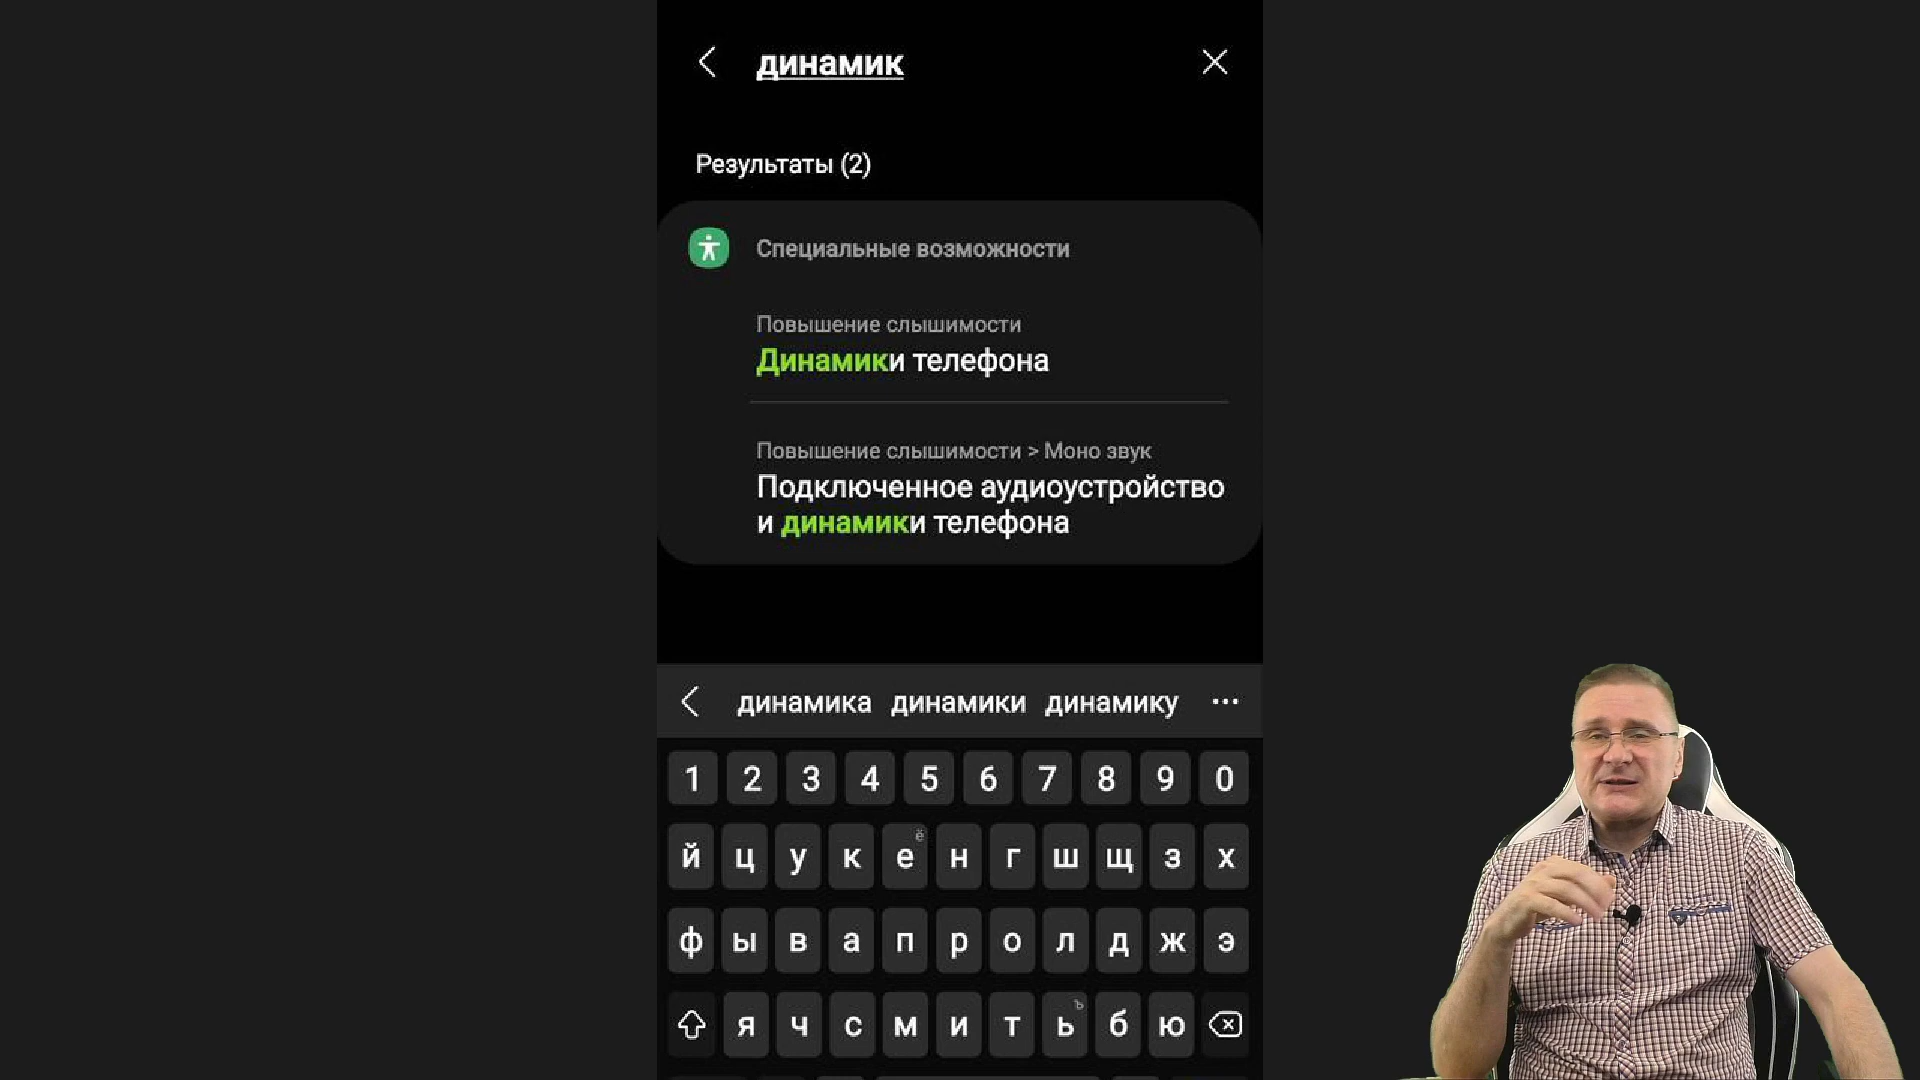 динамик
Результаты (2)
Специальные возможности
Повышение слышимости
Динамики телефона
Повышение слышимости > Моно звук
Подключенное аудиоустройство
и динамики телефона
динамика динамики динамику ...
1 2 3 4 5 6 7 8 9 0
й ц у к е ё н г ш щ з х
ф ы в а п р о л д ж э
я ч с м и т ь ъ б ю